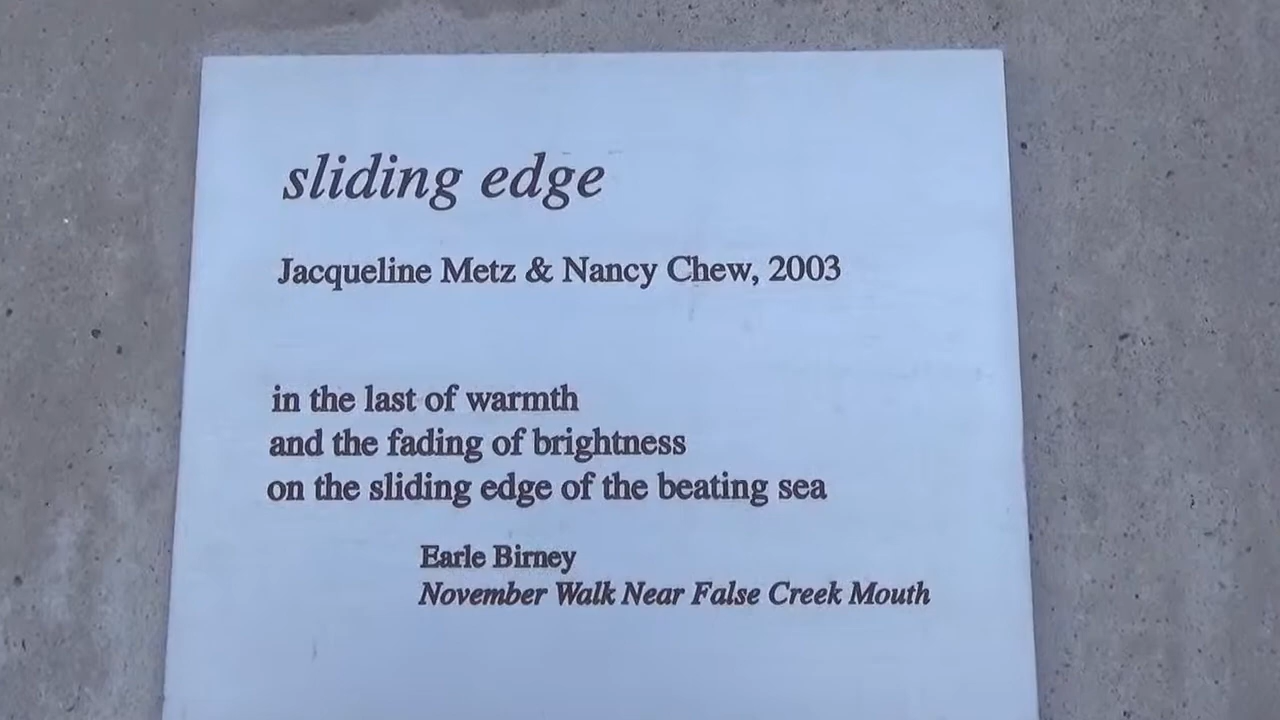 sliding edge
Jacqueline Metz & Nancy Chew, 2003
in the last of warmth
and the fading of brightness
on the sliding edge of the beating sea
Earle Birney
November Walk Near False Creek Mouth